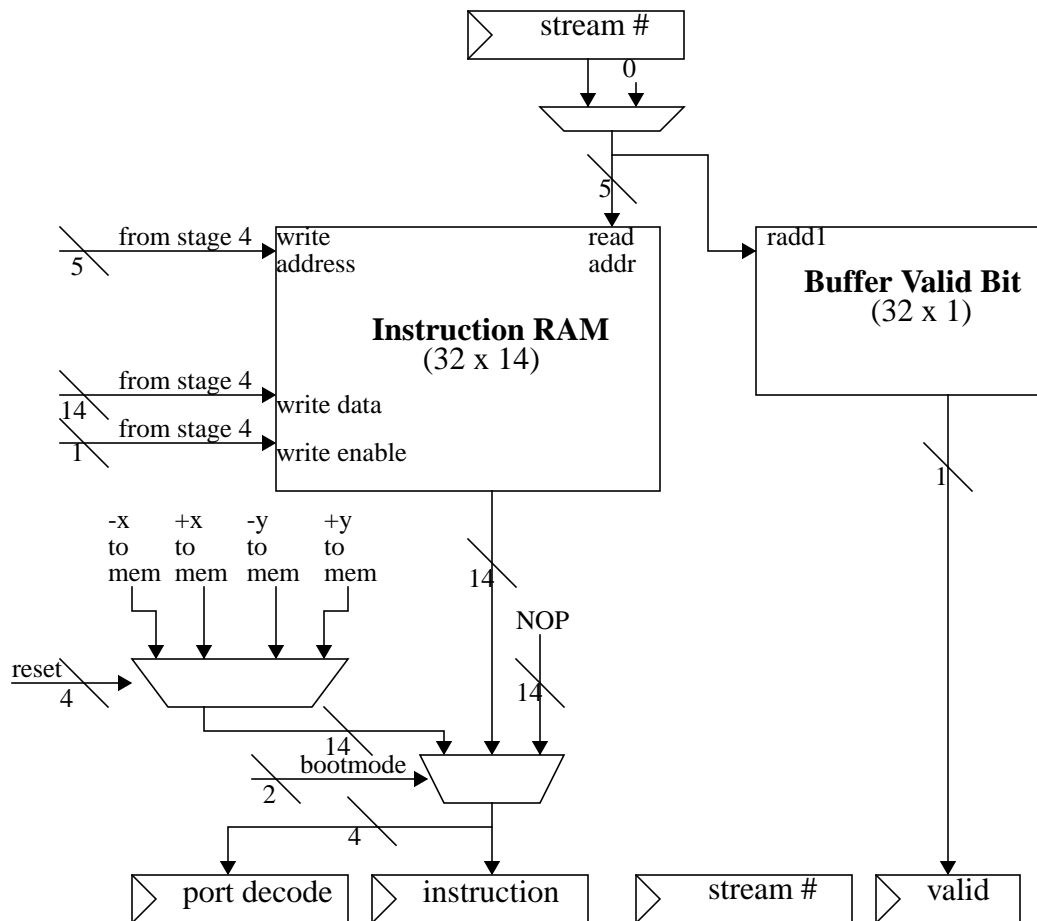 stream #
0
5
from stage 4
5
write
address
read
addr
radd1
Buffer Valid Bit
(32 x 1)
Instruction RAM
(32 x 14)
from stage 4
14
write data
from stage 4
1
write enable
1
-x
to
mem
+x
to
mem
-y
to
mem
+y
to
mem
14
NOP
reset
4
14
14
bootmode
2
4
port decode
instruction
stream #
valid